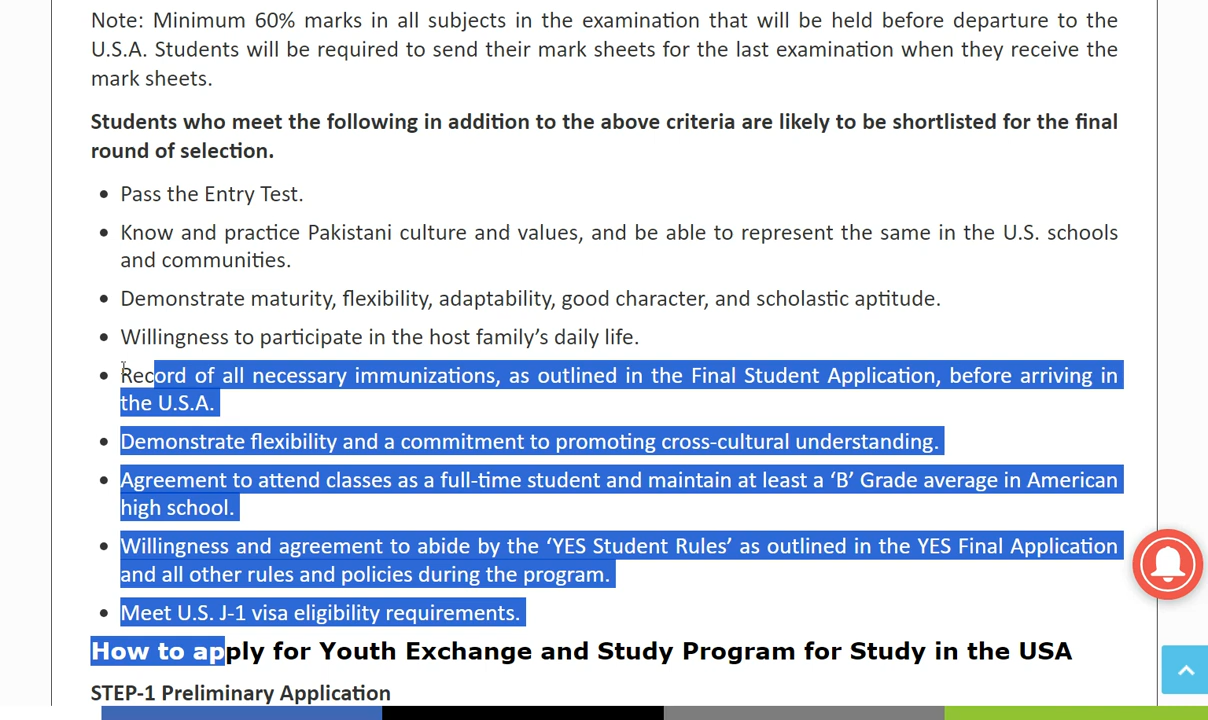 Note: Minimum 60% marks in all subjects in the examination that will be held before departure to the
U.S.A. Students will be required to send their mark sheets for the last examination when they receive the
mark sheets.
Students who meet the following in addition to the above criteria are likely to be shortlisted for the final
round of selection.
• Pass the Entry Test.
• Know and practice Pakistani culture and values, and be able to represent the same in the U.S. schools
and communities.
• Demonstrate maturity, flexibility, adaptability, good character, and scholastic aptitude.
• Willingness to participate in the host family’s daily life.
• Record of all necessary immunizations, as outlined in the Final Student Application, before arriving in
the U.S.A.
• Demonstrate flexibility and a commitment to promoting cross-cultural understanding.
• Agreement to attend classes as a full-time student and maintain at least a ‘B’ Grade average in American
high school.
• Willingness and agreement to abide by the ‘YES Student Rules’ as outlined in the YES Final Application
and all other rules and policies during the program.
• Meet U.S. J-1 visa eligibility requirements.
How to apply for Youth Exchange and Study Program for Study in the USA
STEP-1 Preliminary Application